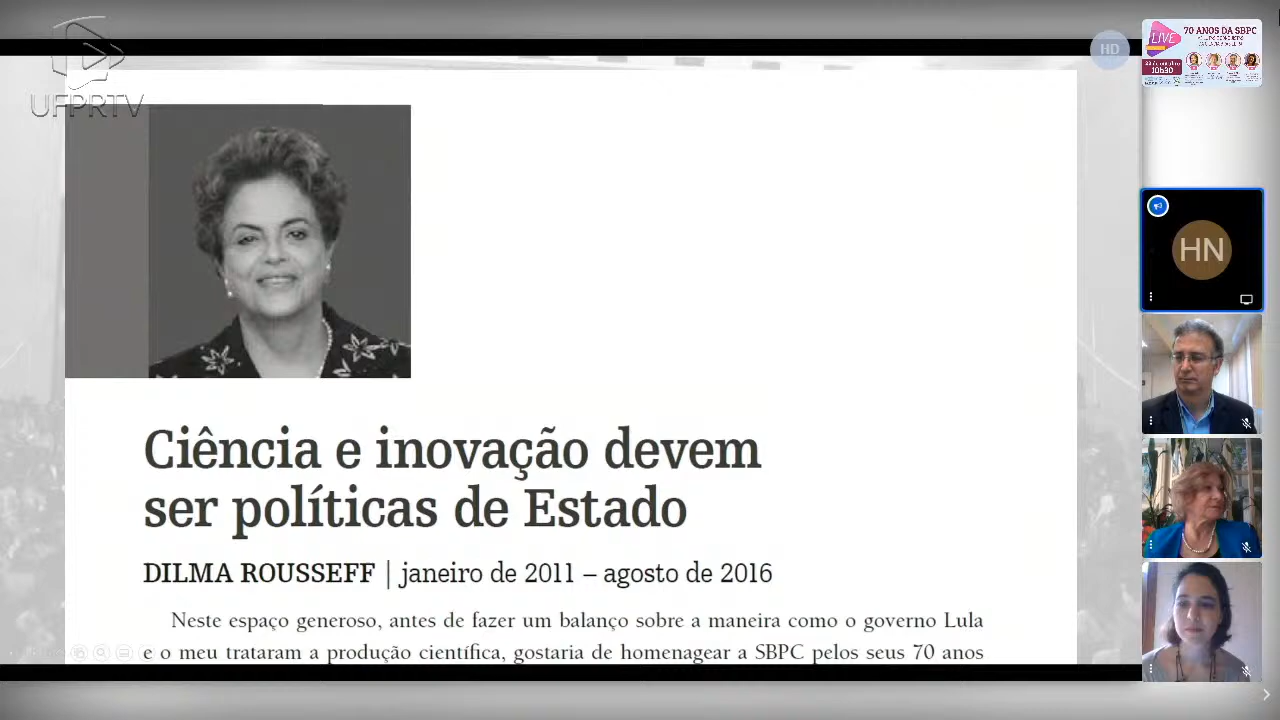 UFPRTV
HD
LIVE
70 ANOS DA SBPC
10h30
HN
Ciência e inovação devem
ser políticas de Estado
DILMA ROUSSEFF | janeiro de 2011 – agosto de 2016
Neste espaço generoso, antes de fazer um balanço sobre a maneira como o governo Lula
e o meu trataram a produção científica, gostaria de homenagear a SBPC pelos seus 70 anos